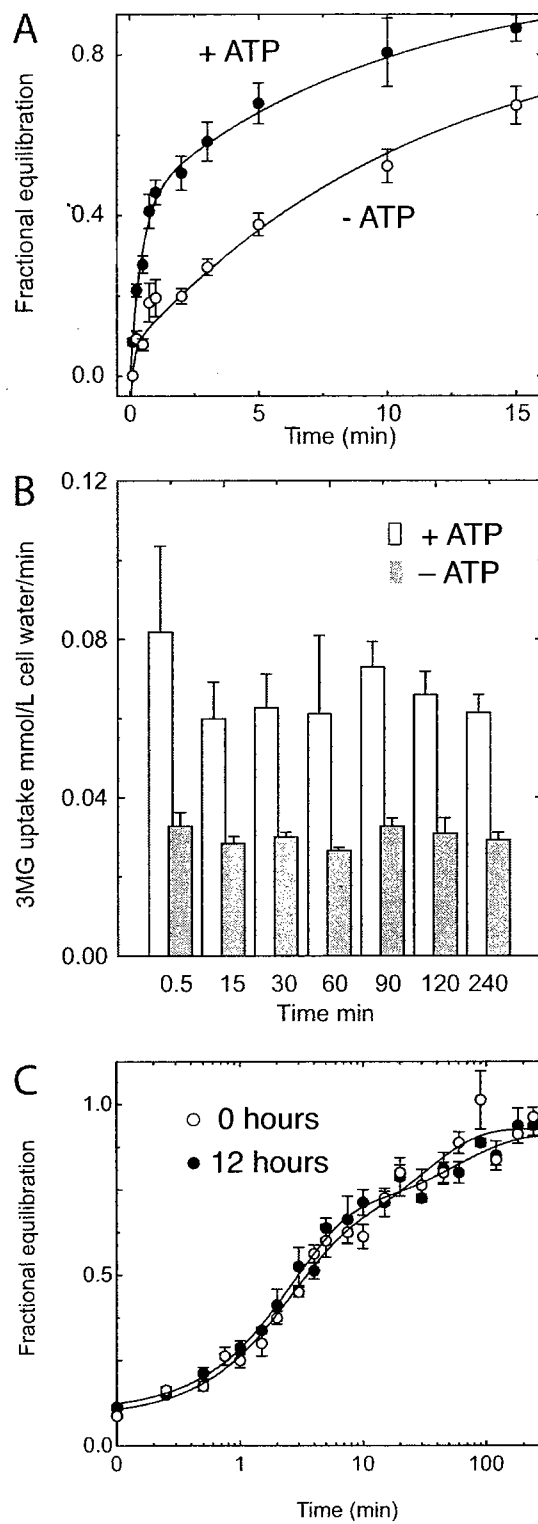 A
+ ATP
- ATP
0.8
0.4
0.0
Fractional equilibration
0
5
10
15
Time (min)
B
0.12
0.08
0.04
0.00
3MG uptake mmol/L cell water/min
+ ATP
− ATP
0.5 15 30 60 90 120 240
Time min
C
1.0
0.5
0.0
Fractional equilibration
0 hours
12 hours
0 1 10 100
Time (min)